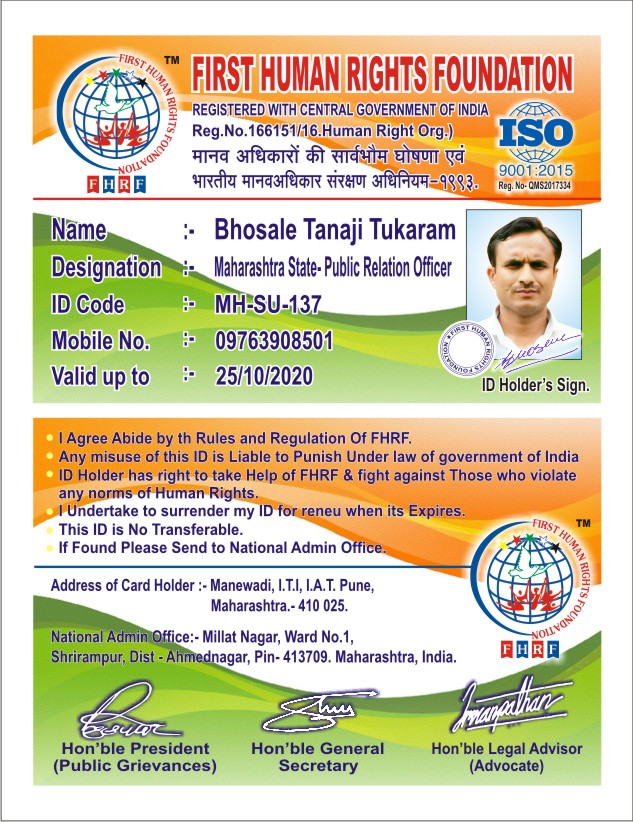 FIRST HUMAN RIGHTS FOUNDATION
TM
FHRF
FIRST HUMAN RIGHTS FOUNDATION
REGISTERED WITH CENTRAL GOVERNMENT OF INDIA
Reg.No.166151/16.Human Right Org.)
मानव अधिकारों की सार्वभौम घोषणा एवं
भारतीय मानवअधिकार संरक्षण अधिनियम-१९९३.
ISO
9001:2015
Reg. No- QMS2017334
Name :- Bhosale Tanaji Tukaram
Designation :- Maharashtra State- Public Relation Officer
ID Code :- MH-SU-137
Mobile No. :- 09763908501
Valid up to :- 25/10/2020
FIRST HUMAN RIGHTS FOUNDATION
ID Holder's Sign.
I Agree Abide by th Rules and Regulation Of FHRF.
Any misuse of this ID is Liable to Punish Under law of government of India
ID Holder has right to take Help of FHRF & fight against Those who violate
any norms of Human Rights.
I Undertake to surrender my ID for reneu when its Expires.
This ID is No Transferable.
If Found Please Send to National Admin Office.
FIRST HUMAN RIGHTS FOUNDATION
TM
FHRF
Address of Card Holder :- Manewadi, I.T.I, I.A.T. Pune,
Maharashtra.- 410 025.
National Admin Office:- Millat Nagar, Ward No.1,
Shrirampur, Dist - Ahmednagar, Pin- 413709. Maharashtra, India.
Imranpathan
Hon'ble President
(Public Grievances)
Hon'ble General
Secretary
Hon'ble Legal Advisor
(Advocate)